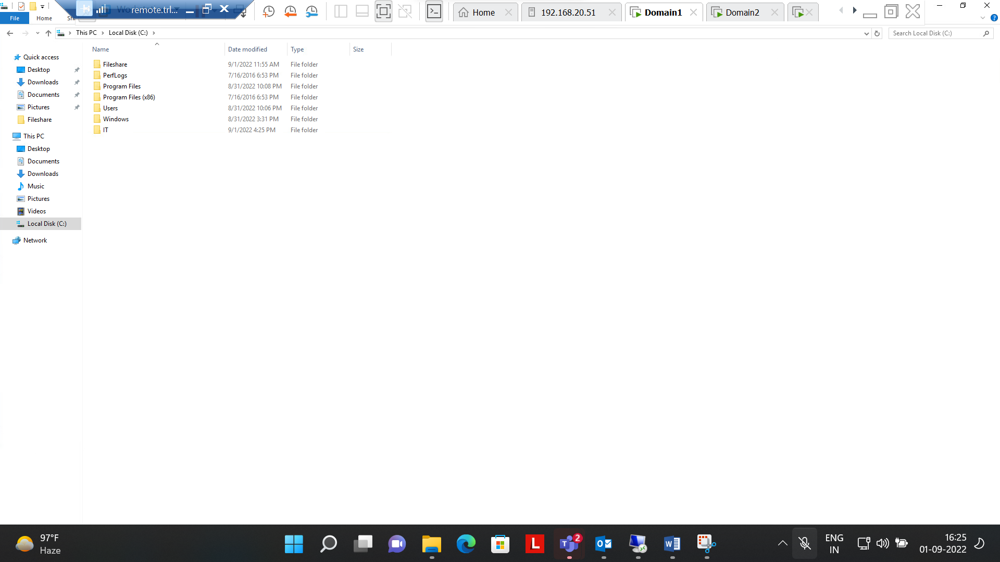 remote.trl...
Home
192.168.20.51
Domain1
Domain2
File
Home
This PC
Local Disk (C:)
Search Local Disk (C:)
Name
Date modified
Type
Size
Quick access
Desktop
Downloads
Documents
Pictures
Fileshare
This PC
Desktop
Documents
Downloads
Music
Pictures
Videos
Local Disk (C:)
Network
Fileshare 9/1/2022 11:55 AM File folder
PerfLogs 7/16/2016 6:53 PM File folder
Program Files 8/31/2022 10:08 PM File folder
Program Files (x86) 7/16/2016 6:53 PM File folder
Users 8/31/2022 10:06 PM File folder
Windows 8/31/2022 3:31 PM File folder
IT 9/1/2022 4:25 PM File folder
97°F
Haze
L
2
ENG
IN
16:25
01-09-2022